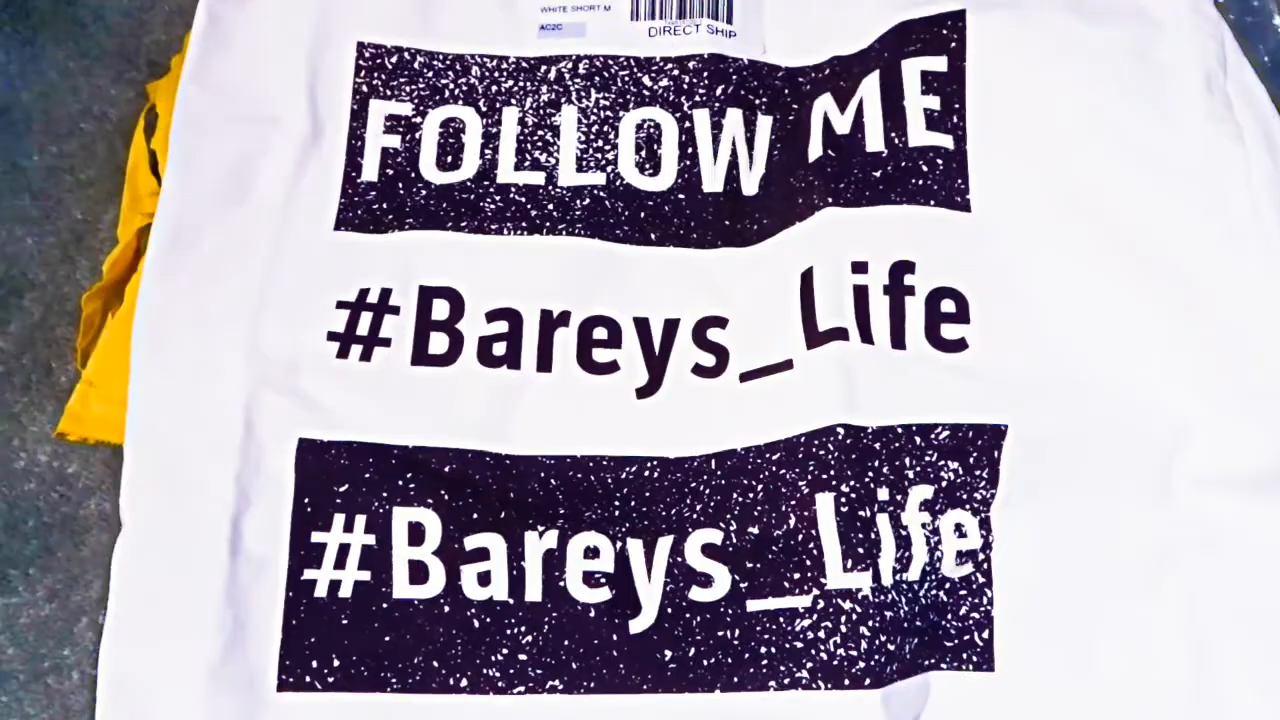 WHITE SHORT M
AC2C
DIRECT SHIP
FOLLOW ME
#Bareys_Life
#Bareys_Life